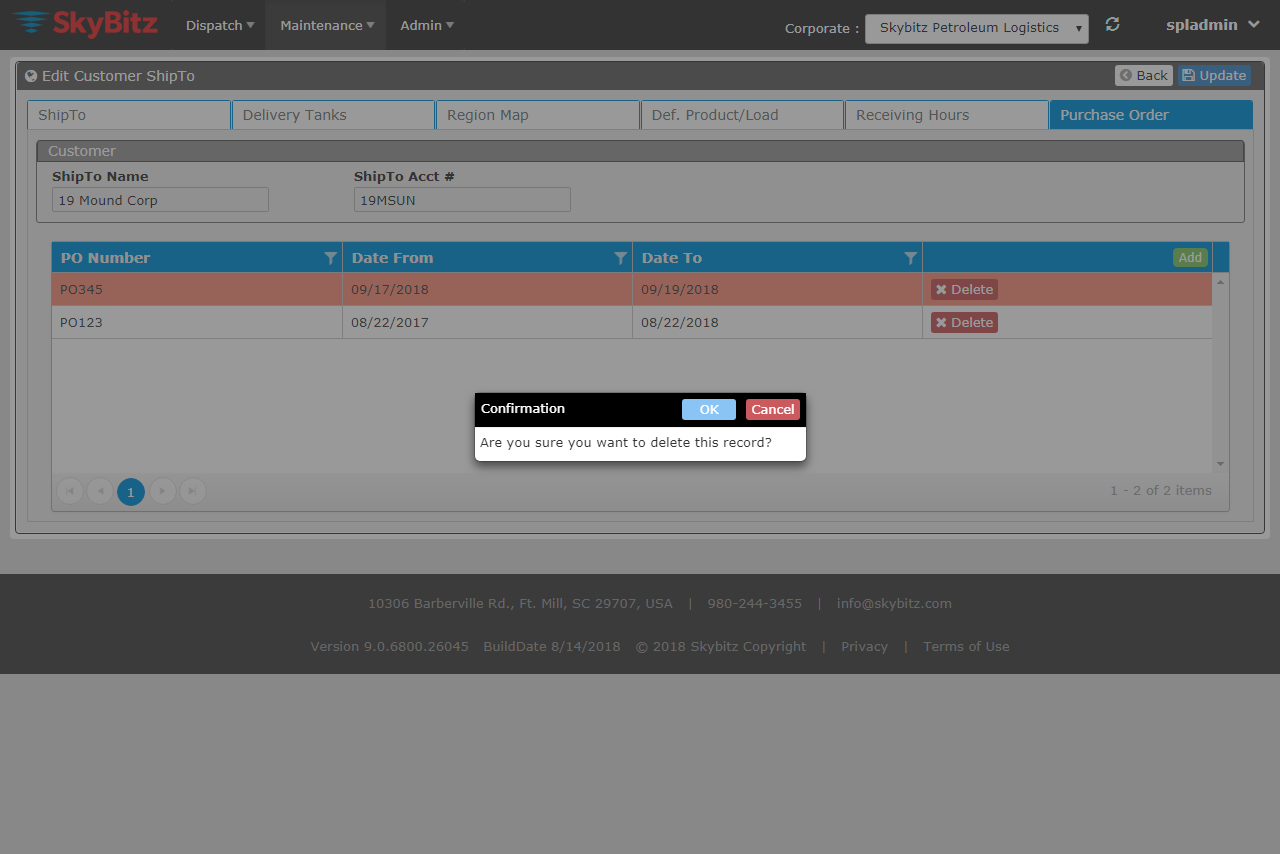 SkyBitz Dispatch Maintenance Admin Corporate : Skybitz Petroleum Logistics spladmin
Edit Customer ShipTo Back Update
ShipTo Delivery Tanks Region Map Def. Product/Load Receiving Hours Purchase Order
Customer
ShipTo Name ShipTo Acct #
19 Mound Corp 19MSUN
PO Number Date From Date To Add
PO345 09/17/2018 09/19/2018 Delete
PO123 08/22/2017 08/22/2018 Delete
Confirmation OK Cancel
Are you sure you want to delete this record?
1 1 - 2 of 2 items
10306 Barberville Rd., Ft. Mill, SC 29707, USA | 980-244-3455 | info@skybitz.com
Version 9.0.6800.26045 BuildDate 8/14/2018 © 2018 Skybitz Copyright | Privacy | Terms of Use